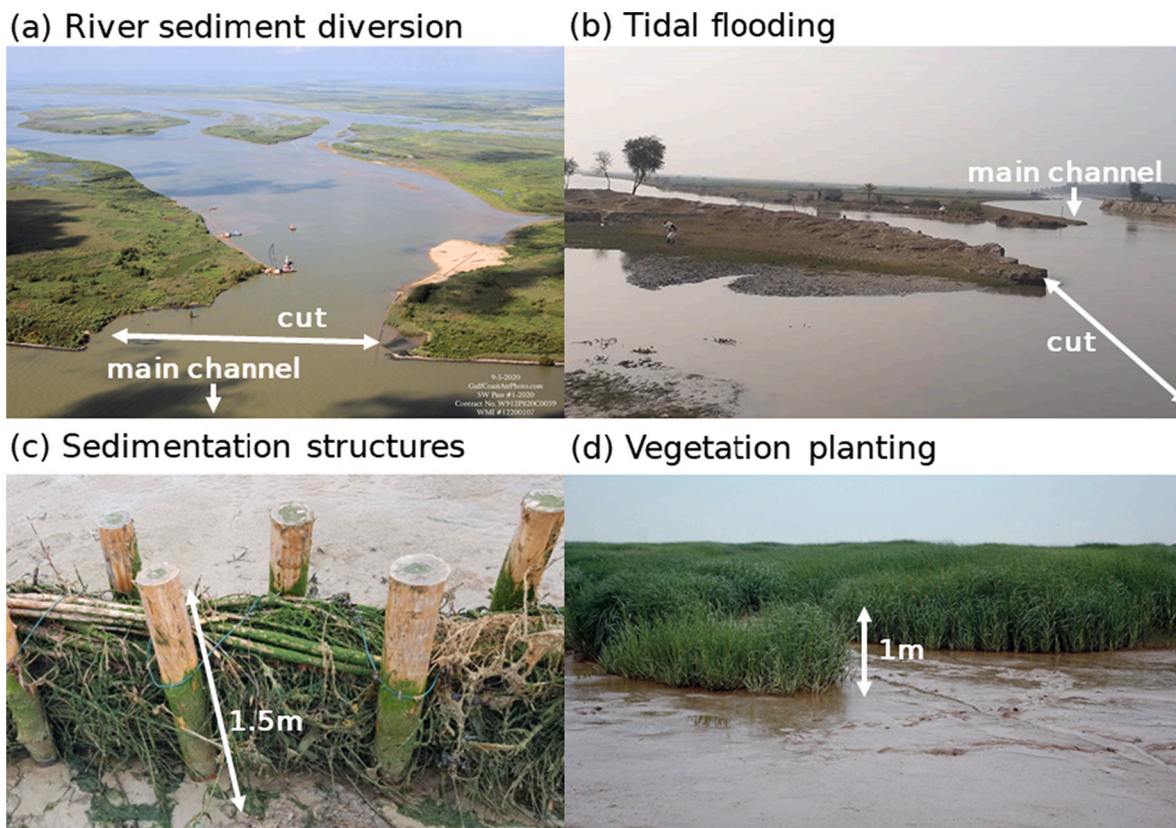 (a) River sediment diversion
(b) Tidal flooding
main channel
cut
cut
main channel
9-3-2020
GulfCoastAirPhoto.com
SW Pass #1-2020
Contract No. W912P820C0059
WMI #12200107
(c) Sedimentation structures
(d) Vegetation planting
1.5m
1m